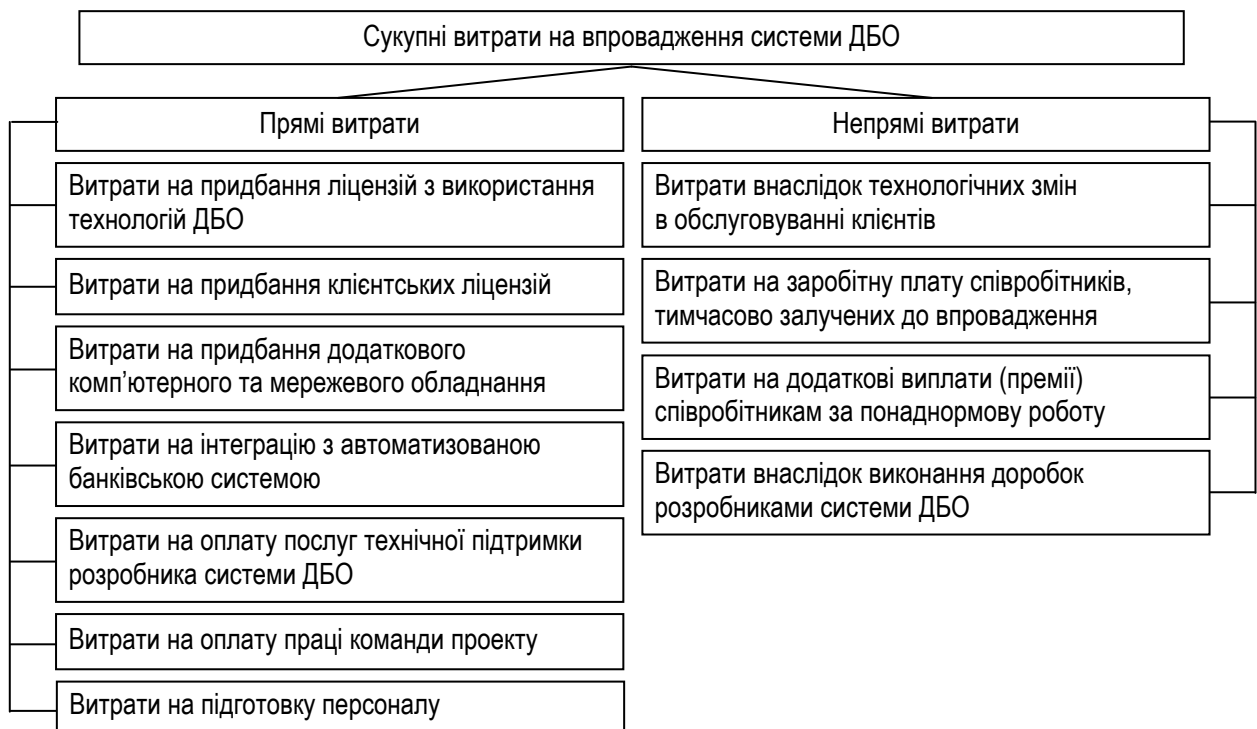 Сукупні витрати на впровадження системи ДБО
Прямі витрати
Витрати на придбання ліцензій з використання
технологій ДБО
Витрати на придбання клієнтських ліцензій
Витрати на придбання додаткового
комп’ютерного та мережевого обладнання
Витрати на інтеграцію з автоматизованою
банківською системою
Витрати на оплату послуг технічної підтримки
розробника системи ДБО
Витрати на оплату праці команди проекту
Витрати на підготовку персоналу
Непрямі витрати
Витрати внаслідок технологічних змін
в обслуговуванні клієнтів
Витрати на заробітну плату співробітників,
тимчасово залучених до впровадження
Витрати на додаткові виплати (премії)
співробітникам за понаднормову роботу
Витрати внаслідок виконання доробок
розробниками системи ДБО